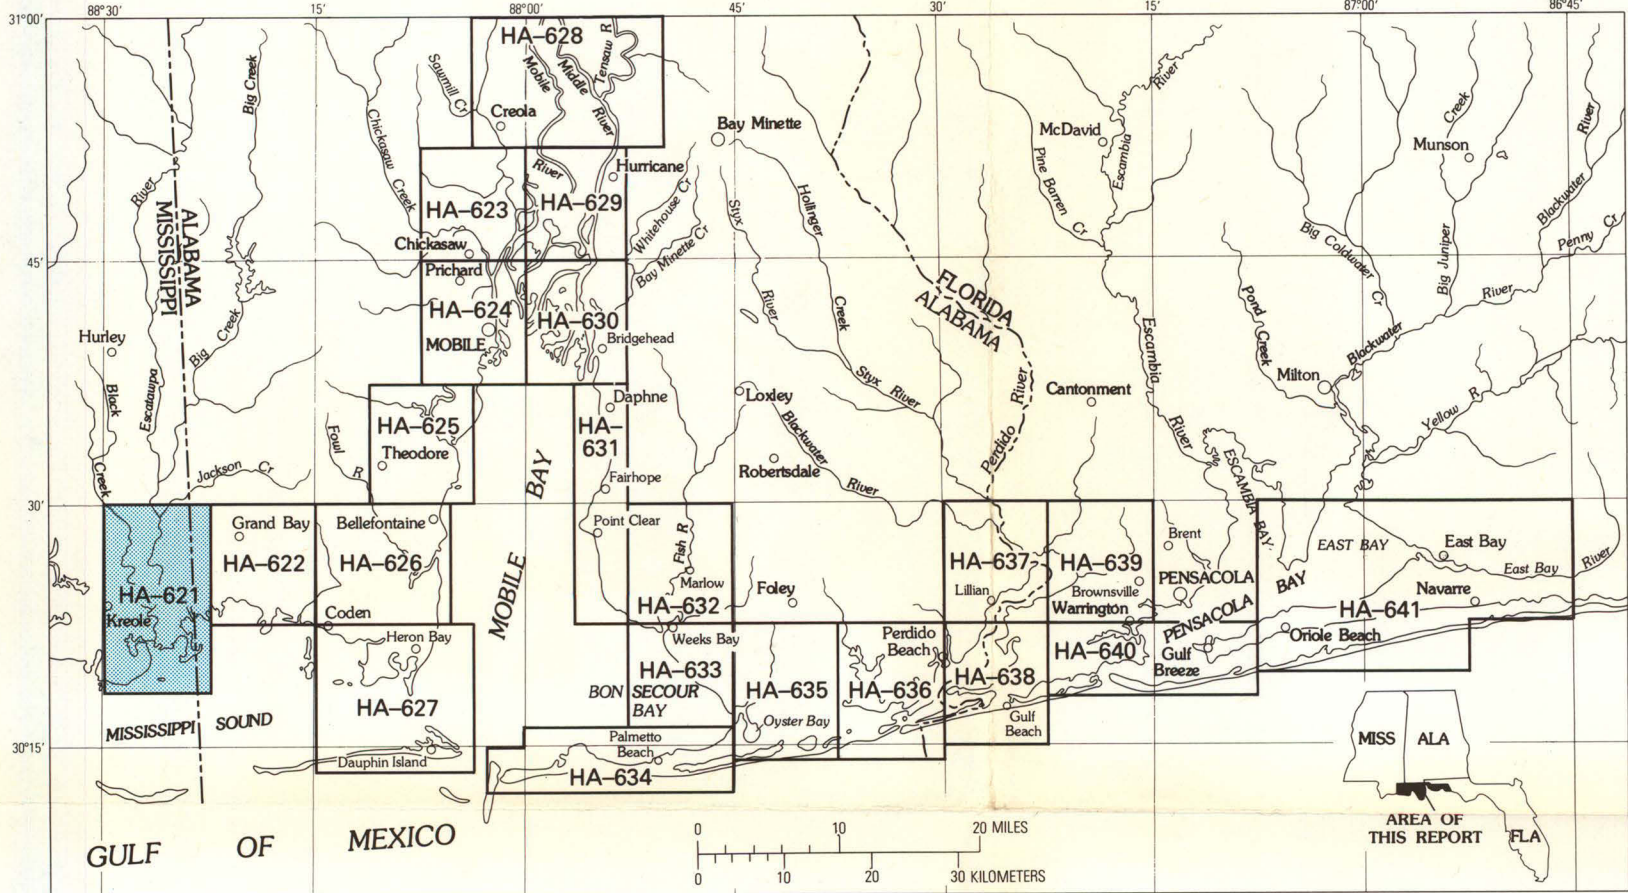 88°30' 15' 88°00' 45' 30' 15' 87°00' 86°45'
31°00'
HA–628
Sawmill Cr
Mobile
Middle
River
Tensaw R
Creola
Big Creek
Chickasaw Creek
River
MISSISSIPPI
ALABAMA
Bay Minette
McDavid
Escambia
River
Pine Barren Cr
Munson
Creek
River
Blackwater
Penny Cr
River
Hurricane
HA–623
HA–629
Whitehouse Cr
Bay Minette Cr
Styx
Hollinger
Chickasaw
45'
Prichard
HA–624
MOBILE
HA–630
Bridgehead
River
Creek
FLORIDA
ALABAMA
Big Coldwater Cr
Big Juniper
River
Pond Creek
Blackwater
Hurley
Big Creek
Black
Escatawpa
Escambia
Styx River
River
Perdido
Cantonment
Milton
Yellow R
HA–625
Theodore
Daphne
HA–
631
Loxley
Blackwater
River
Robertsdale
Fowl
R
Creek
Jackson Cr
BAY
MOBILE
Fairhope
River
ESCAMBIA BAY
30'
Grand Bay
HA–622
Bellefontaine
HA–626
Point Clear
Fish R
Marlow
HA–632
Foley
HA–637
Lillian
HA–639
Brownsville
Warrington
Brent
PENSACOLA
PENSACOLA
BAY
EAST BAY
East Bay
East Bay
River
Navarre
HA–641
Oriole Beach
HA–621
Kreole
Coden
Heron Bay
HA–627
Weeks Bay
HA–633
BON SECOUR
BAY
HA–635
Oyster Bay
Perdido
Beach
HA–636
HA–638
Gulf
Beach
HA–640
Gulf
Breeze
MISSISSIPPI SOUND
30°15'
Dauphin Island
Palmetto
Beach
HA–634
GULF OF MEXICO
0 10 20 MILES
0 10 20 30 KILOMETERS
MISS
ALA
AREA OF
THIS REPORT
FLA